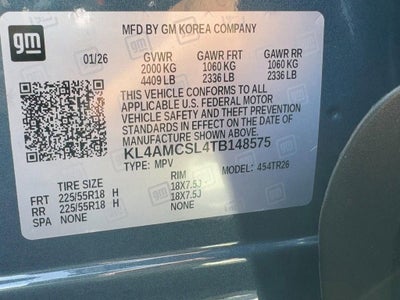 gm
MFD BY GM KOREA COMPANY
01/26
GVWR GAWR FRT GAWR RR
2000 KG 1060 KG 1060 KG
4409 LB 2336 LB 2336 LB
THIS VEHICLE CONFORMS TO ALL
APPLICABLE U.S. FEDERAL MOTOR
VEHICLE SAFETY AND THEFT PREVENTION
STANDARDS IN EFFECT ON THE DATE OF
MANUFACTURE SHOWN ABOVE.
KL4AMCSL4TB148575
TYPE: MPV 454TR26
TIRE SIZE RIM
FRT 225/55R18 H 18X7.5J
RR 225/55R18 H 18X7.5J
SPA NONE NONE